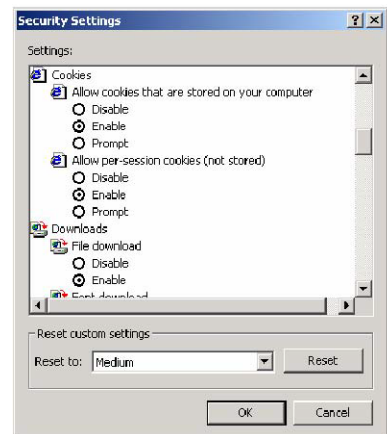 Security Settings
Settings:
Cookies
Allow cookies that are stored on your computer
Disable
Enable
Prompt
Allow per-session cookies (not stored)
Disable
Enable
Prompt
Downloads
File download
Disable
Enable
Font download
Reset custom settings
Reset to: Medium Reset
OK Cancel